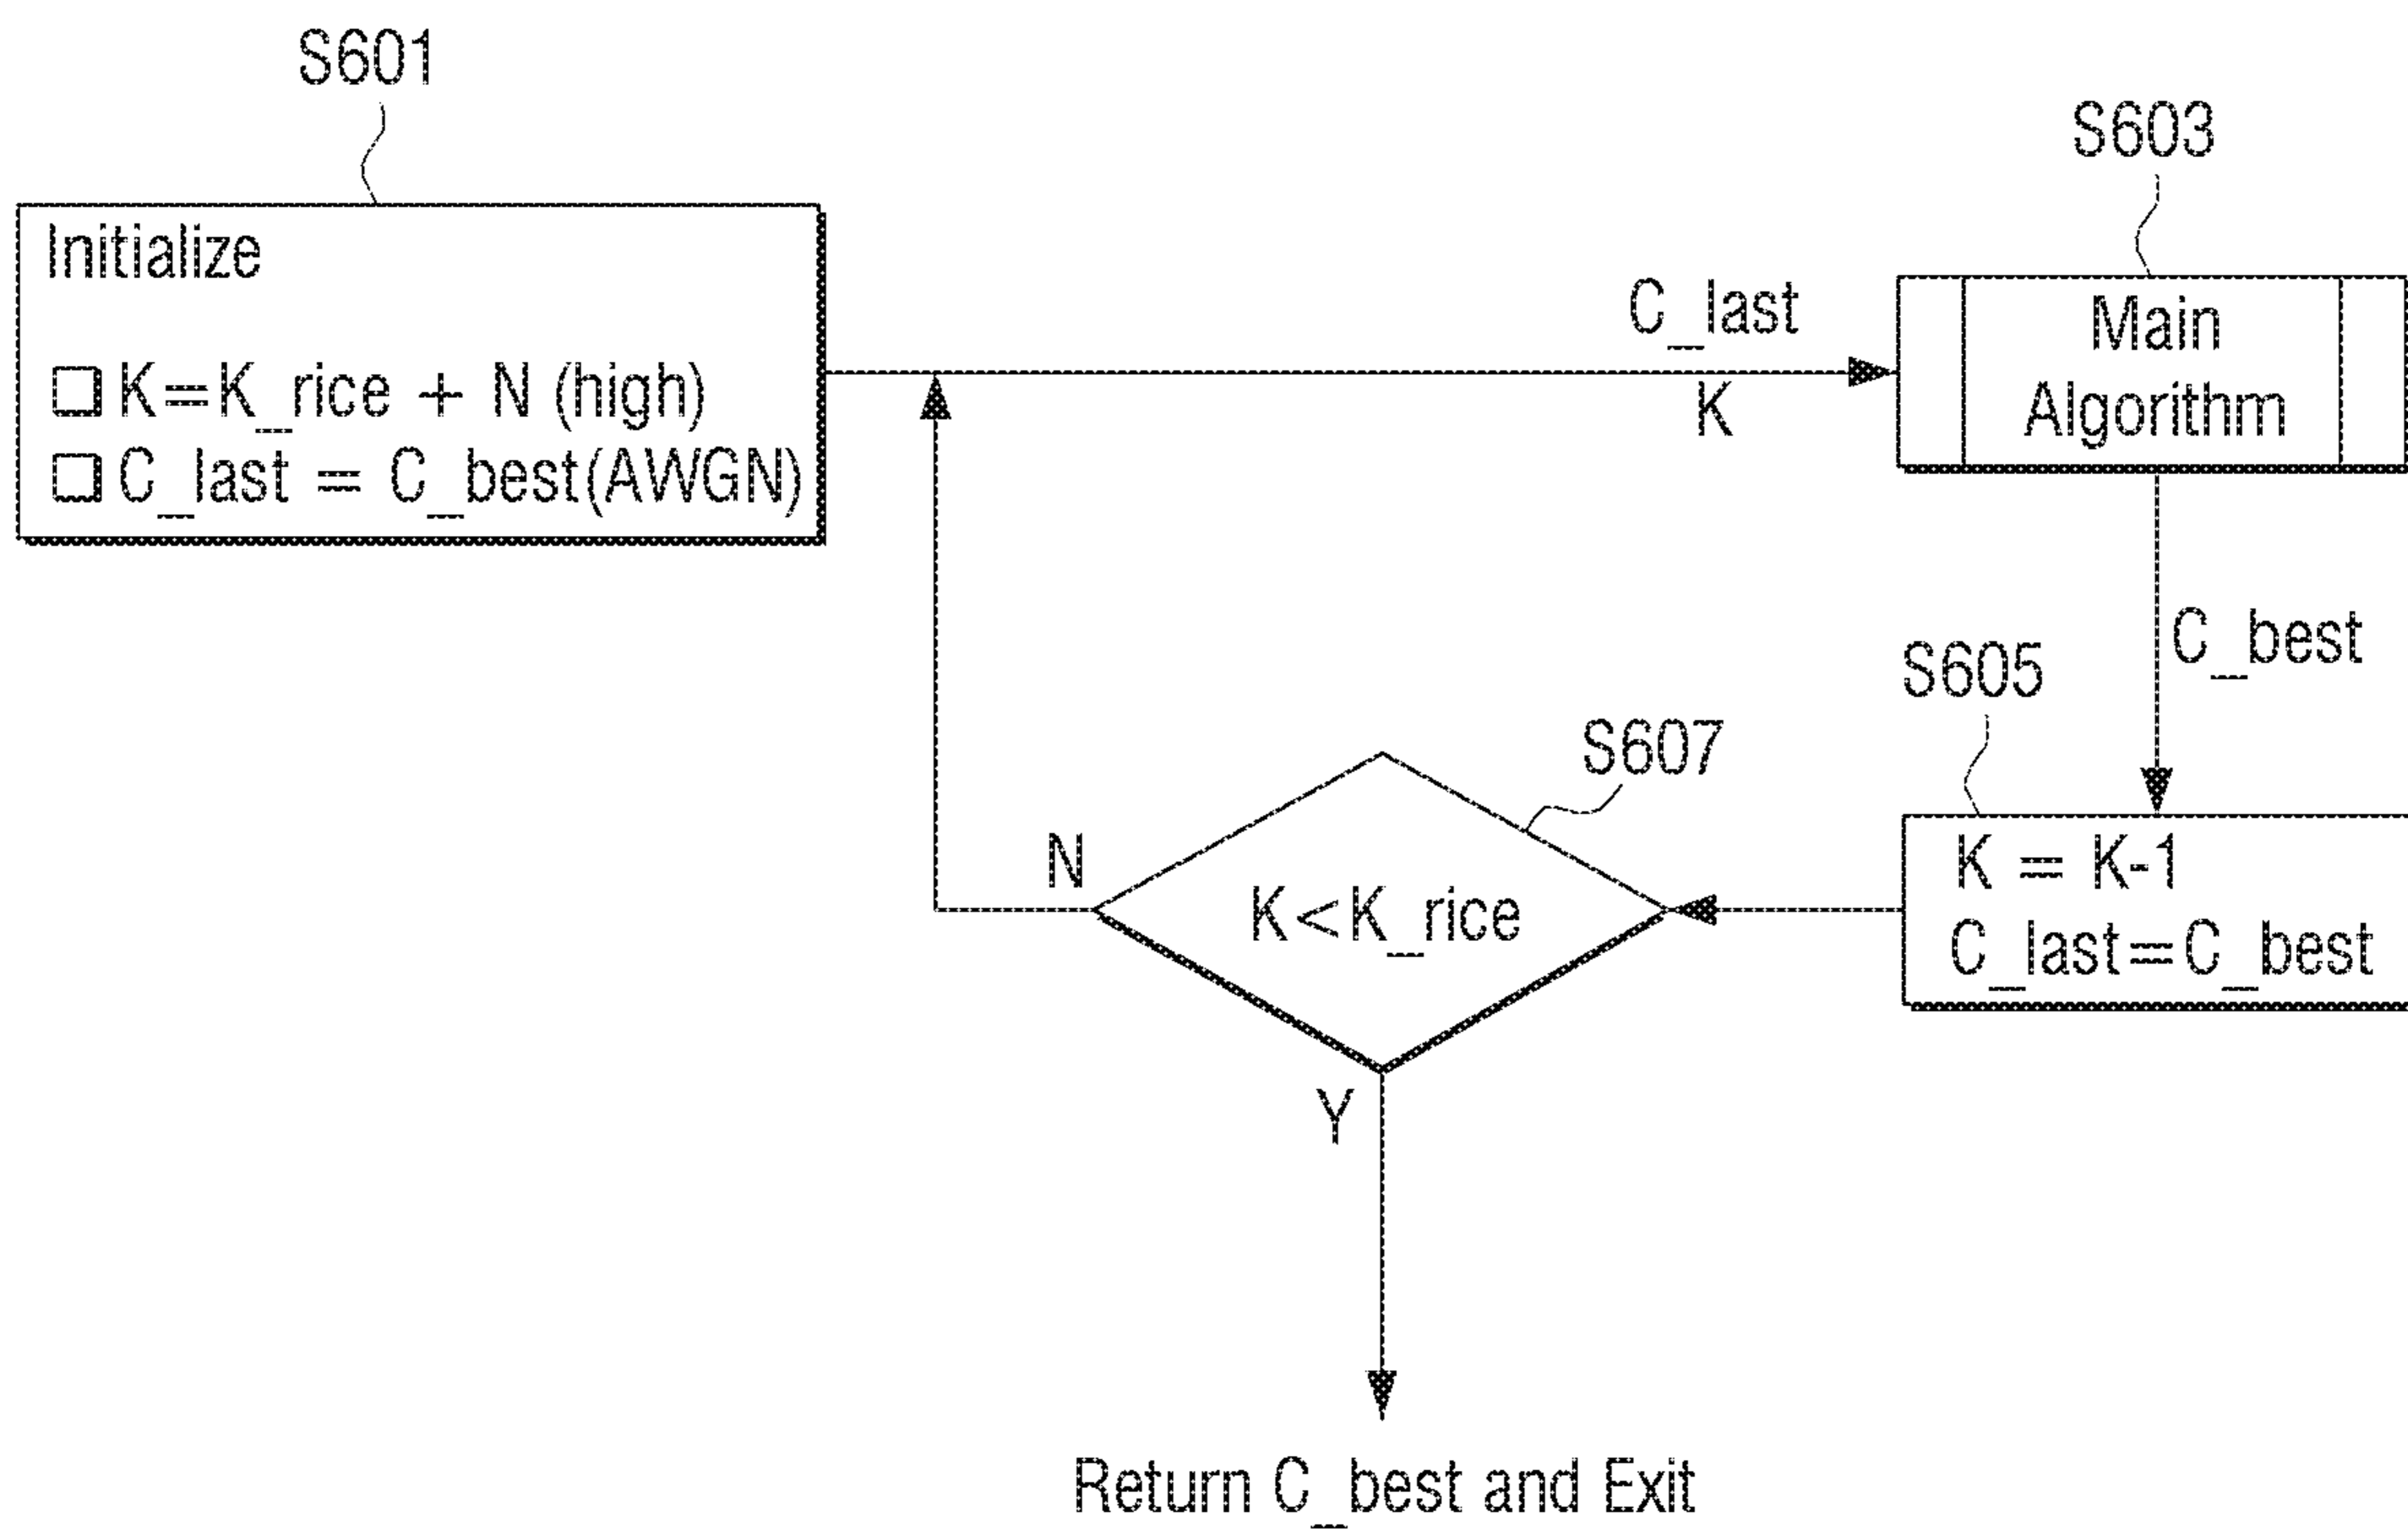 S601
Initialize
K=K_rice + N (high)
C_last = C_best(AWGN)
C_last
K
S603
Main
Algorithm
C_best
S605
K = K-1
C_last=C_best
S607
K<K_rice
N
Y
Return C_best and Exit